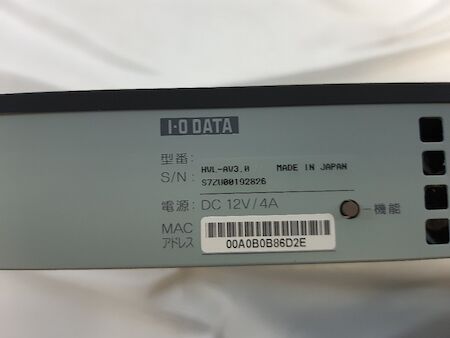 I-O DATA
型番: HVL-AV3.0 MADE IN JAPAN
S/N: S7ZU00192826
電源: DC 12V/4A
機能
MAC
アドレス 00A0B0B86D2E